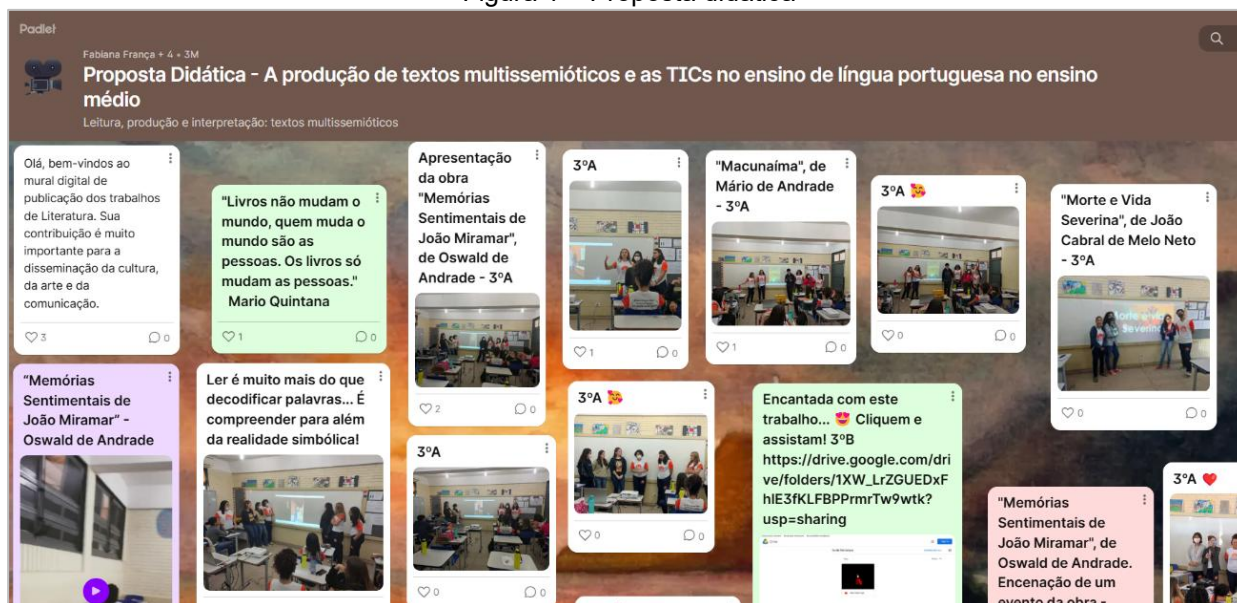 Figura 1 – Proposta didática
Padlet
Fabiana França + 4 • 3M
Proposta Didática - A produção de textos multissemióticos e as TICs no ensino de língua portuguesa no ensino
médio
Leitura, produção e interpretação: textos multissemióticos
Olá, bem-vindos ao
mural digital de
publicação dos trabalhos
de Literatura. Sua
contribuição é muito
importante para a
disseminação da cultura,
da arte e da
comunicação.
3
0
"Livros não mudam o
mundo, quem muda o
mundo são as
pessoas. Os livros só
mudam as pessoas."
Mario Quintana
1
0
Apresentação
da obra
"Memórias
Sentimentais de
João Miramar",
de Oswald de
Andrade - 3ºA
2
0
3ºA
1
0
"Macunaíma", de
Mário de Andrade
- 3ºA
1
0
3ºA 🥰
0
0
"Morte e Vida
Severina", de João
Cabral de Melo Neto
- 3ºA
Morte e vida
Severina
0
0
"Memórias
Sentimentais de
João Miramar" -
Oswald de Andrade
Ler é muito mais do que
decodificar palavras... É
compreender para além
da realidade simbólica!
3ºA
0
0
3ºA 🥰
0
0
Encantada com este
trabalho... 😍 Cliquem e
assistam! 3ºB
https://drive.google.com/dri
ve/folders/1XW_LrZGUEDxF
hlE3fKLFBPPrmrTw9wtk?
usp=sharing
"Memórias
Sentimentais de
João Miramar", de
Oswald de Andrade.
Encenação de um
evento da obra -
3ºA ❤️